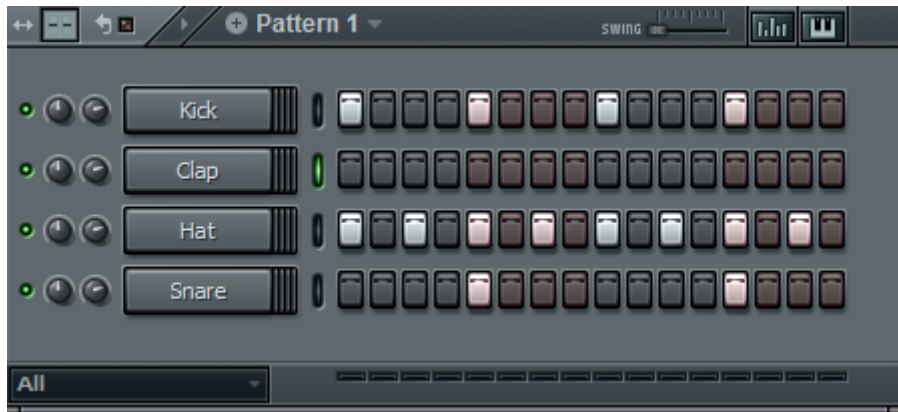 Pattern 1
SWING
Kick
Clap
Hat
Snare
All